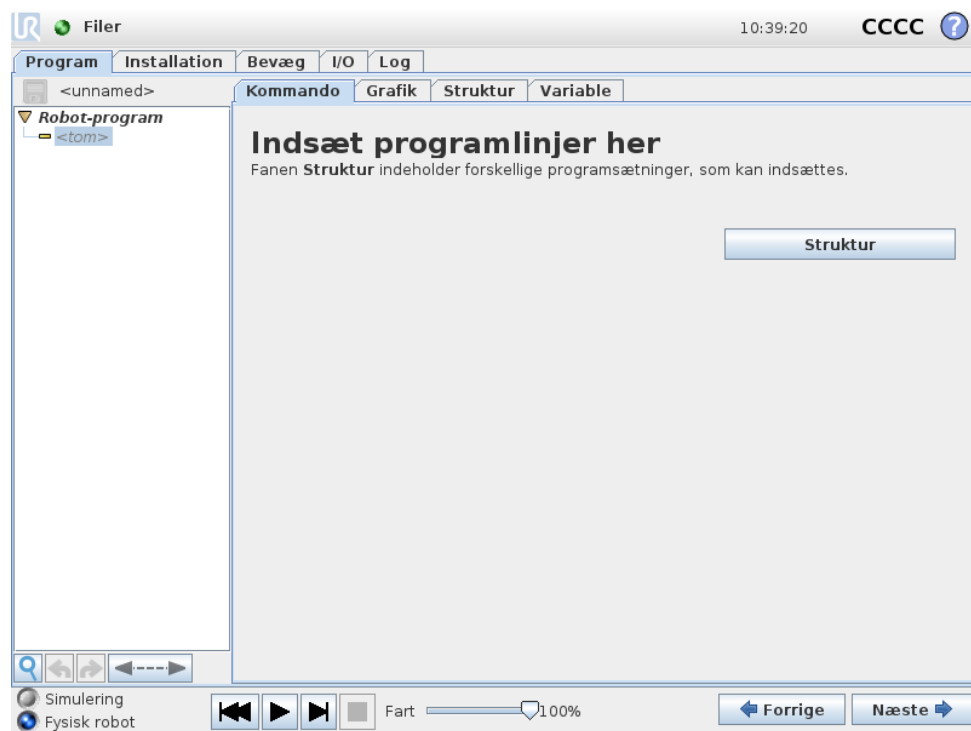 UR Filer 10:39:20 CCCC ?
Program Installation Bevæg I/O Log
<unnamed> Kommando Grafik Struktur Variable
Robot-program
<tom>
Indsæt programlinjer her
Fanen Struktur indeholder forskellige programsætninger, som kan indsættes.
Struktur
Simulering
Fysisk robot
Fart 100%
Forrige Næste